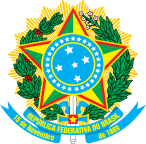 REPÚBLICA FEDERATIVA DO BRASIL
15 de Novembro de 1889